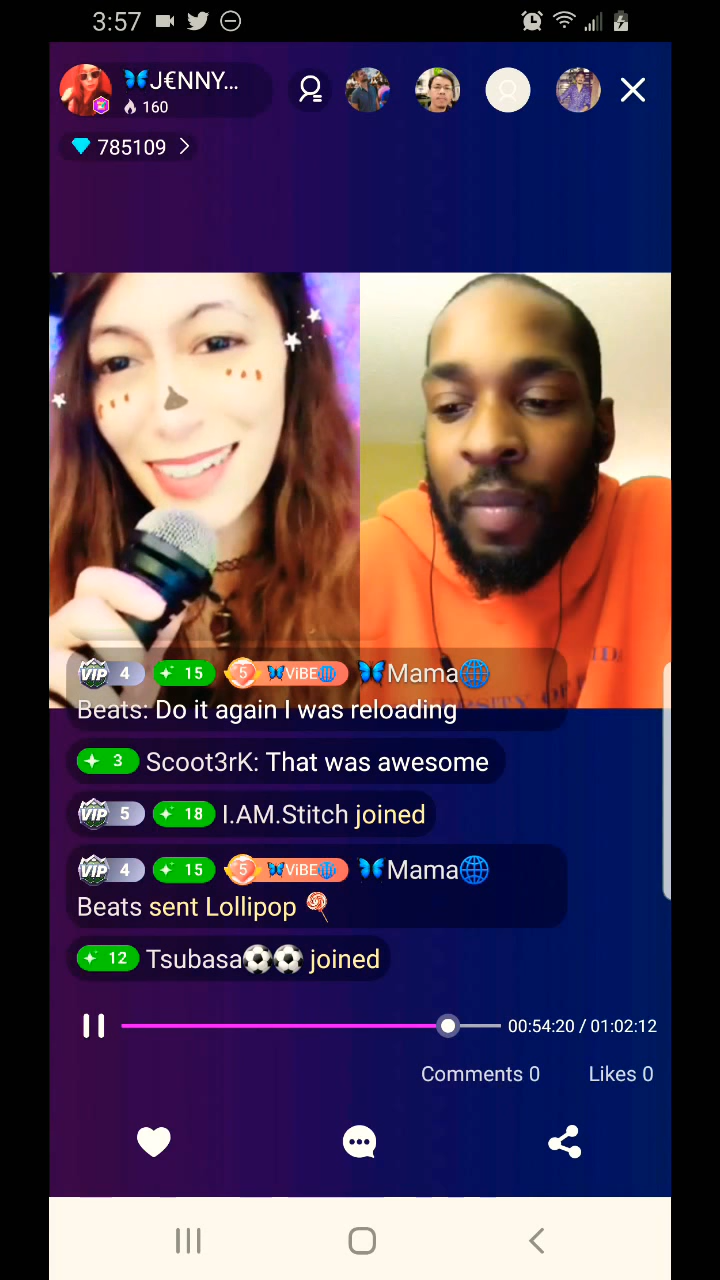 3:57
🦋J€NNY...
160
785109 >
VIP 4 15 5 🦋ViBE🌐 🦋Mama🌐
Beats: Do it again I was reloading
3 Scoot3rK: That was awesome
VIP 5 18 I.AM.Stitch joined
VIP 4 15 5 🦋ViBE🌐 🦋Mama🌐
Beats sent Lollipop 🍭
12 Tsubasa⚽⚽ joined
00:54:20 / 01:02:12
Comments 0 Likes 0